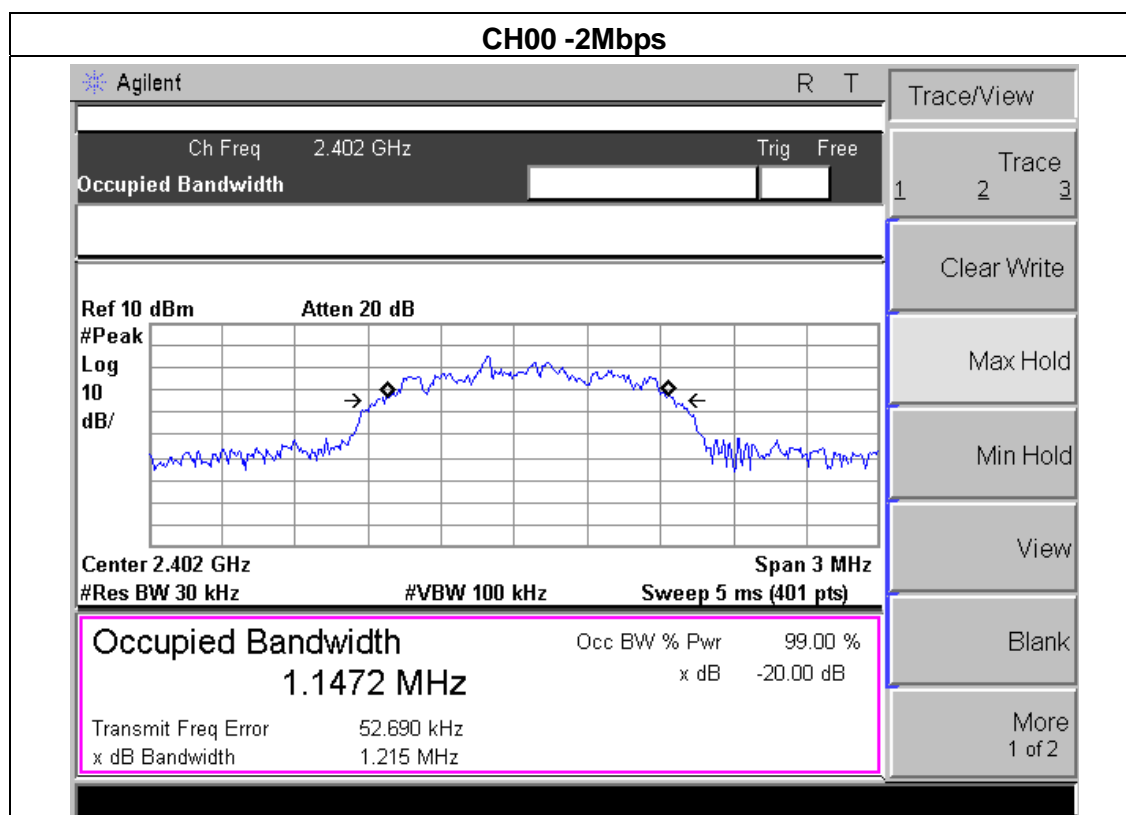 CH00 -2Mbps
Agilent R T
Trace/View
Ch Freq 2.402 GHz Trig Free
Occupied Bandwidth
Trace
1 2 3
Clear Write
Max Hold
Min Hold
View
Blank
More
1 of 2
Ref 10 dBm Atten 20 dB
#Peak
Log
10
dB/
Center 2.402 GHz Span 3 MHz
#Res BW 30 kHz #VBW 100 kHz Sweep 5 ms (401 pts)
Occupied Bandwidth Occ BW % Pwr 99.00 %
1.1472 MHz x dB -20.00 dB
Transmit Freq Error 52.690 kHz
x dB Bandwidth 1.215 MHz